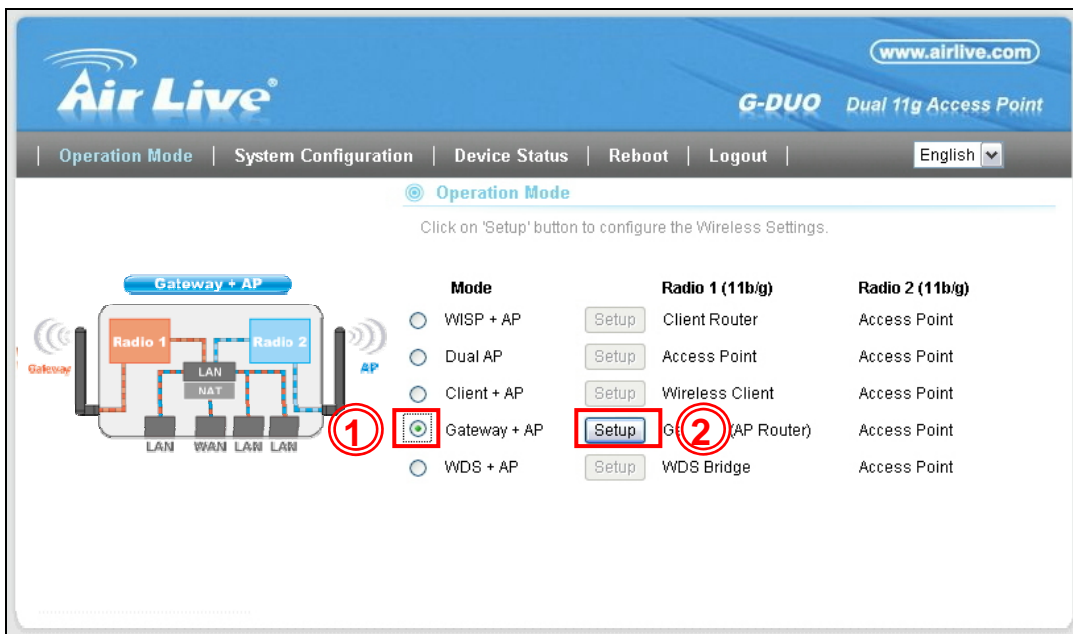 www.airlive.com
Air Live®
G-DUO Dual 11g Access Point
| Operation Mode | System Configuration | Device Status | Reboot | Logout | English
Operation Mode
Click on 'Setup' button to configure the Wireless Settings.
Gateway + AP
Radio 1
Radio 2
Gateway
AP
LAN
NAT
LAN WAN LAN LAN
Mode Radio 1 (11b/g) Radio 2 (11b/g)
WISP + AP Setup Client Router Access Point
Dual AP Setup Access Point Access Point
Client + AP Setup Wireless Client Access Point
1 Gateway + AP Setup 2 (AP Router) Access Point
WDS + AP Setup WDS Bridge Access Point